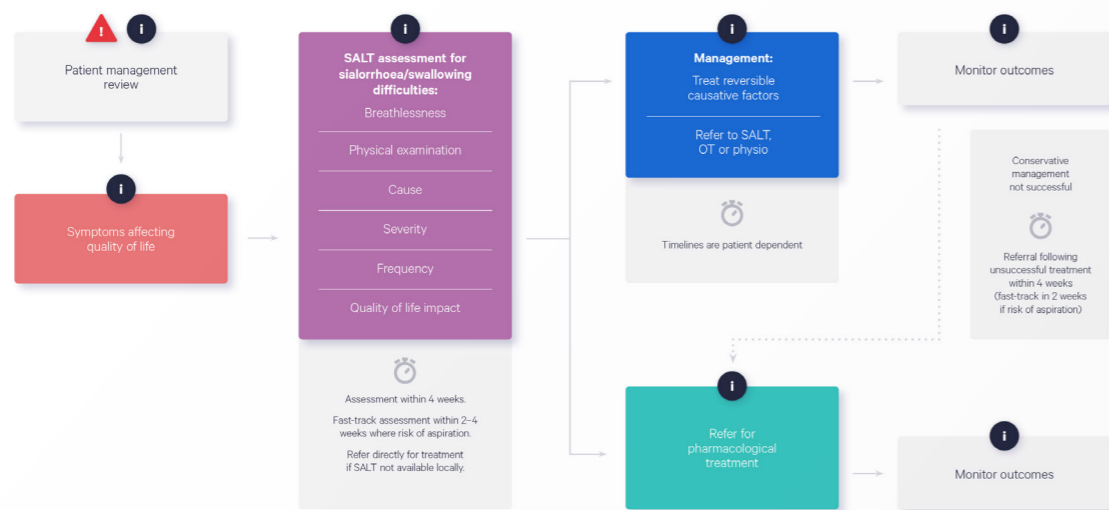 Patient management
review
Symptoms affecting
quality of life
SALT assessment for
sialorrhoea/swallowing
difficulties:
Breathlessness
Physical examination
Cause
Severity
Frequency
Quality of life impact
Assessment within 4 weeks.
Fast-track assessment within 2–4
weeks where risk of aspiration.
Refer directly for treatment
if SALT not available locally.
Management:
Treat reversible
causative factors
Refer to SALT,
OT or physio
Timelines are patient dependent
Monitor outcomes
Conservative
management
not successful
Referral following
unsuccessful treatment
within 4 weeks
(fast-track in 2 weeks
if risk of aspiration)
Refer for
pharmacological
treatment
Monitor outcomes